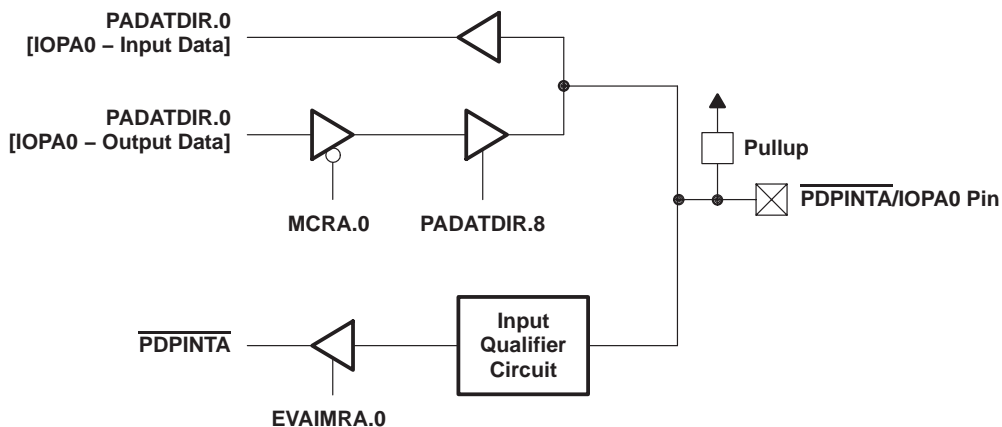 PADATDIR.0
[IOPA0 – Input Data]
PADATDIR.0
[IOPA0 – Output Data]
MCRA.0
PADATDIR.8
Pullup
PDPINTA/IOPA0 Pin
PDPINTA
Input
Qualifier
Circuit
EVAIMRA.0